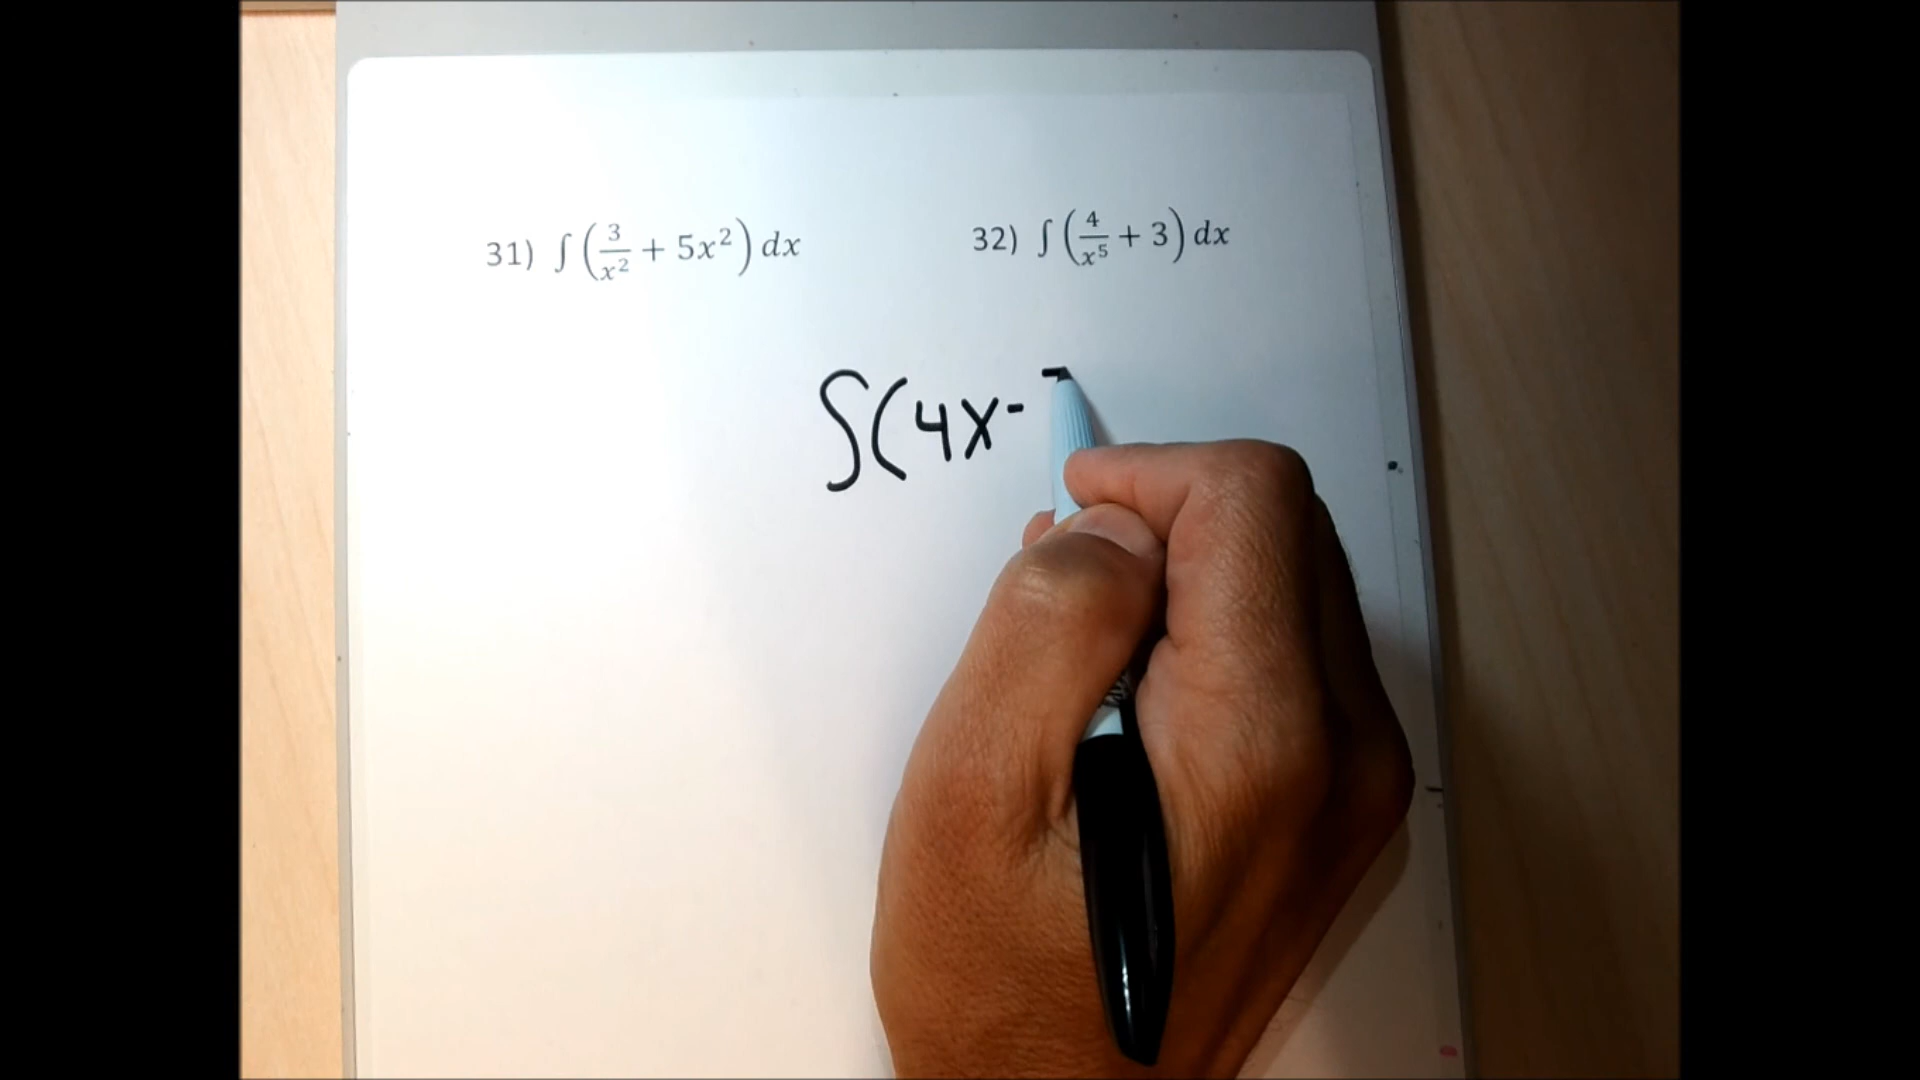 31) ∫ (3/x² + 5x²) dx
32) ∫ (4/x⁵ + 3) dx
∫(4x⁻